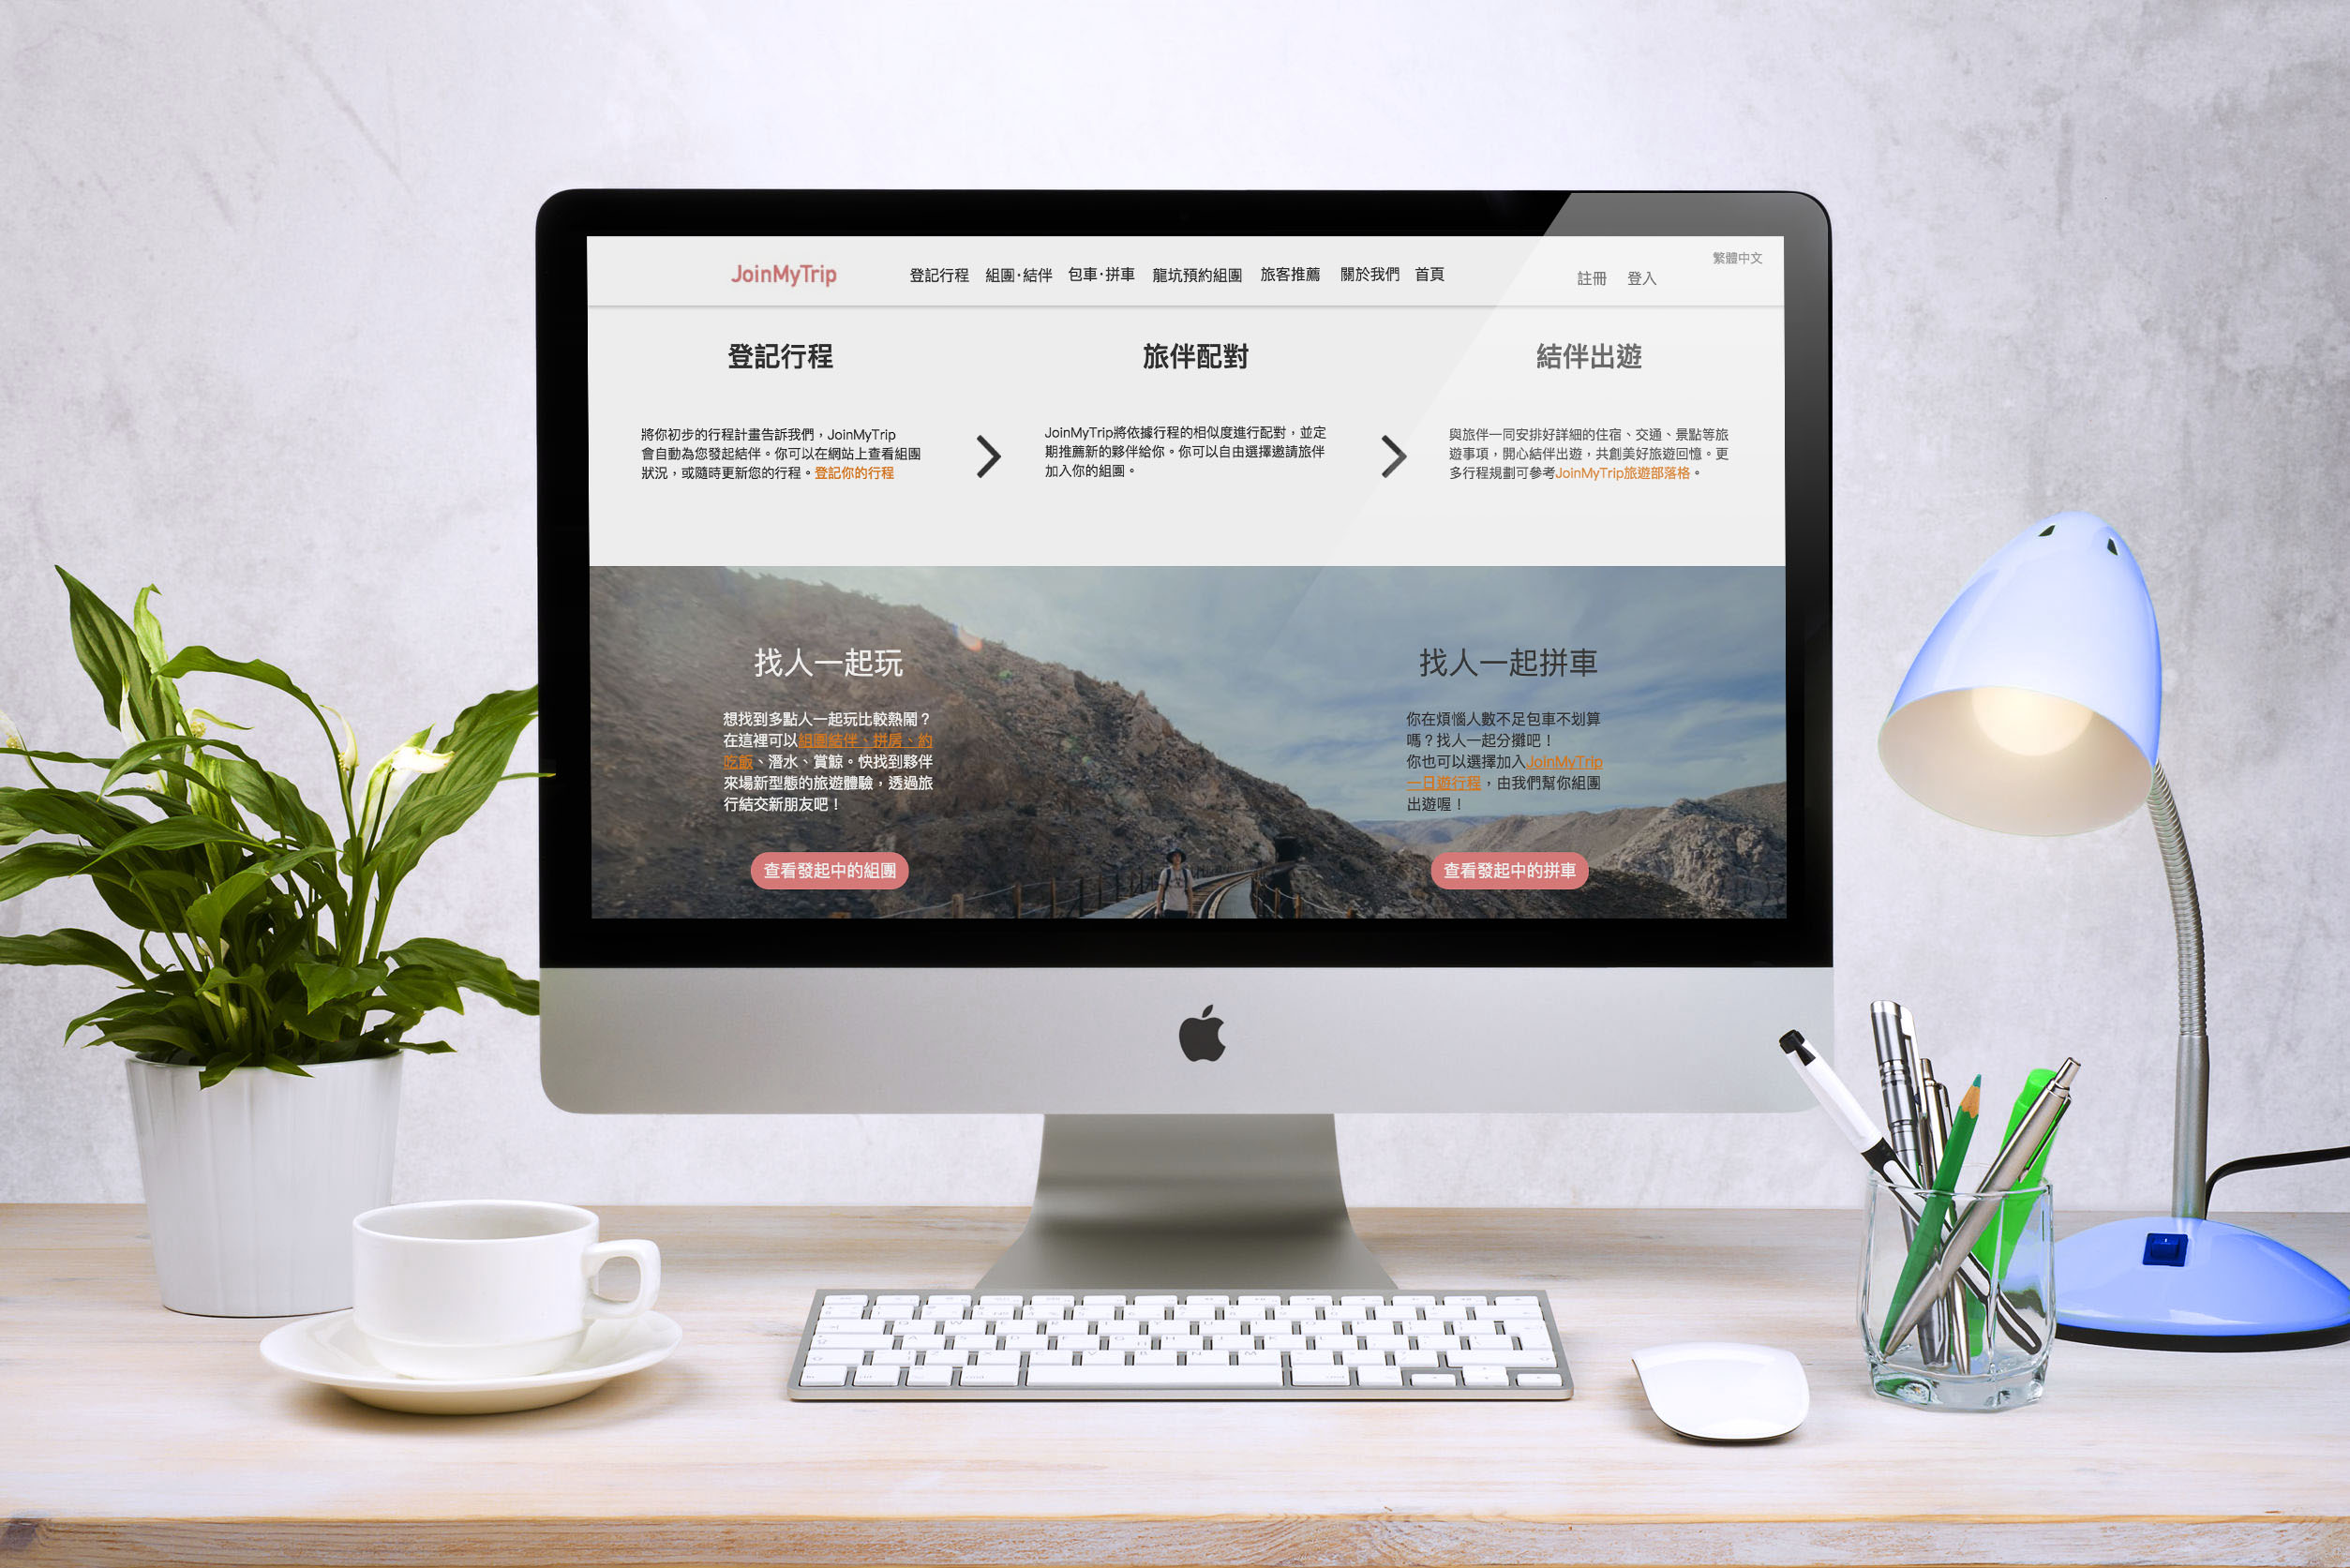 JoinMyTrip
登記行程 組團·結伴 包車·拼車 龍坑預約組團 旅客推薦 關於我們 首頁
註冊 登入
繁體中文
登記行程
將你初步的行程計畫告訴我們，JoinMyTrip
會自動為您發起結伴。你可以在網站上查看組團
狀況，或隨時更新您的行程。登記你的行程
旅伴配對
JoinMyTrip將依據行程的相似度進行配對，並定
期推薦新的夥伴給你。你可以自由選擇邀請旅伴
加入你的組團。
結伴出遊
與旅伴一同安排好詳細的住宿、交通、景點等旅
遊事項，開心結伴出遊，共創美好旅遊回憶。更
多行程規劃可參考JoinMyTrip旅遊部落格。
找人一起玩
想找到多點人一起玩比較熱鬧？
在這裡可以組團結伴、拼房、約
吃飯、潛水、賞鯨。快找到夥伴
來場新型態的旅遊體驗，透過旅
行結交新朋友吧！
查看發起中的組團
找人一起拼車
你在煩惱人數不足包車不划算
嗎？找人一起分攤吧！
你也可以選擇加入JoinMyTrip
一日遊行程，由我們幫你組團
出遊喔！
查看發起中的拼車